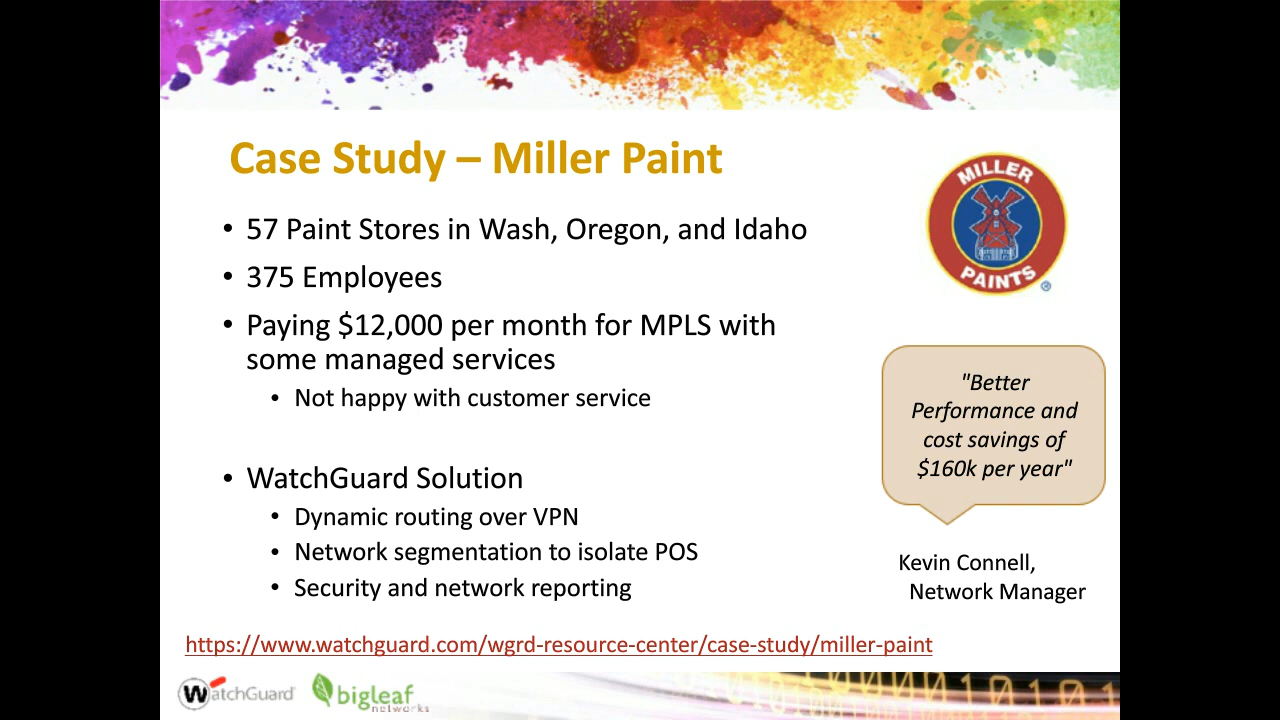 Case Study – Miller Paint
• 57 Paint Stores in Wash, Oregon, and Idaho
• 375 Employees
• Paying $12,000 per month for MPLS with
some managed services
• Not happy with customer service
• WatchGuard Solution
• Dynamic routing over VPN
• Network segmentation to isolate POS
• Security and network reporting
MILLER
PAINTS
®
"Better
Performance and
cost savings of
$160k per year"
Kevin Connell,
Network Manager
https://www.watchguard.com/wgrd-resource-center/case-study/miller-paint
WatchGuard
bigleaf
networks